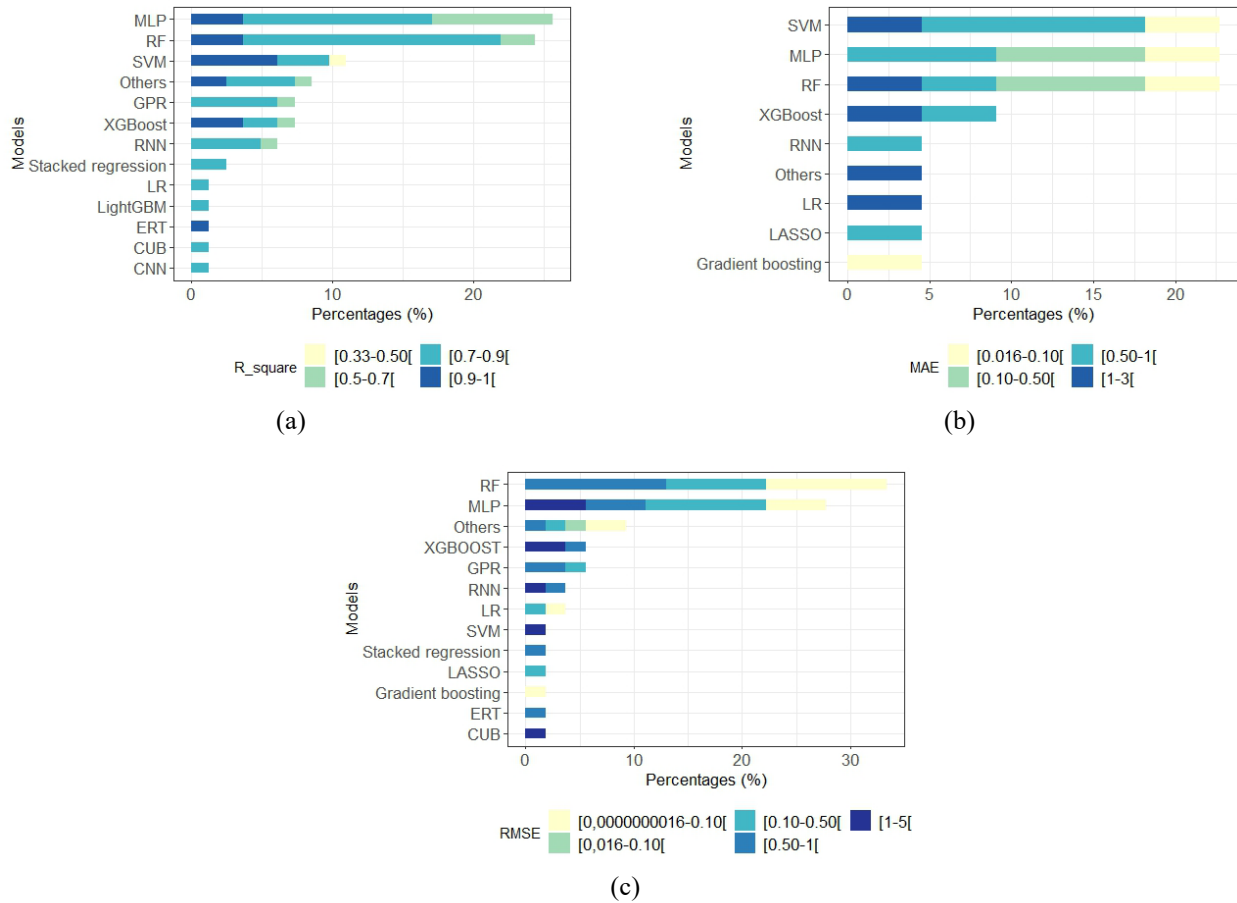 MLP
RF
SVM
Others
GPR
XGBoost
RNN
Stacked regression
LR
LightGBM
ERT
CUB
CNN
Models
0 10 20
Percentages (%)
R_square
[0.33-0.50[ [0.7-0.9[
[0.5-0.7[ [0.9-1[
(a)
SVM
MLP
RF
XGBoost
RNN
Others
LR
LASSO
Gradient boosting
Models
0 5 10 15 20
Percentages (%)
MAE
[0.016-0.10[ [0.50-1[
[0.10-0.50[ [1-3[
(b)
RF
MLP
Others
XGBOOST
GPR
RNN
LR
SVM
Stacked regression
LASSO
Gradient boosting
ERT
CUB
Models
0 10 20 30
Percentages (%)
RMSE
[0,0000000016-0.10[ [0.10-0.50[ [1-5[
[0,016-0.10[ [0.50-1[
(c)